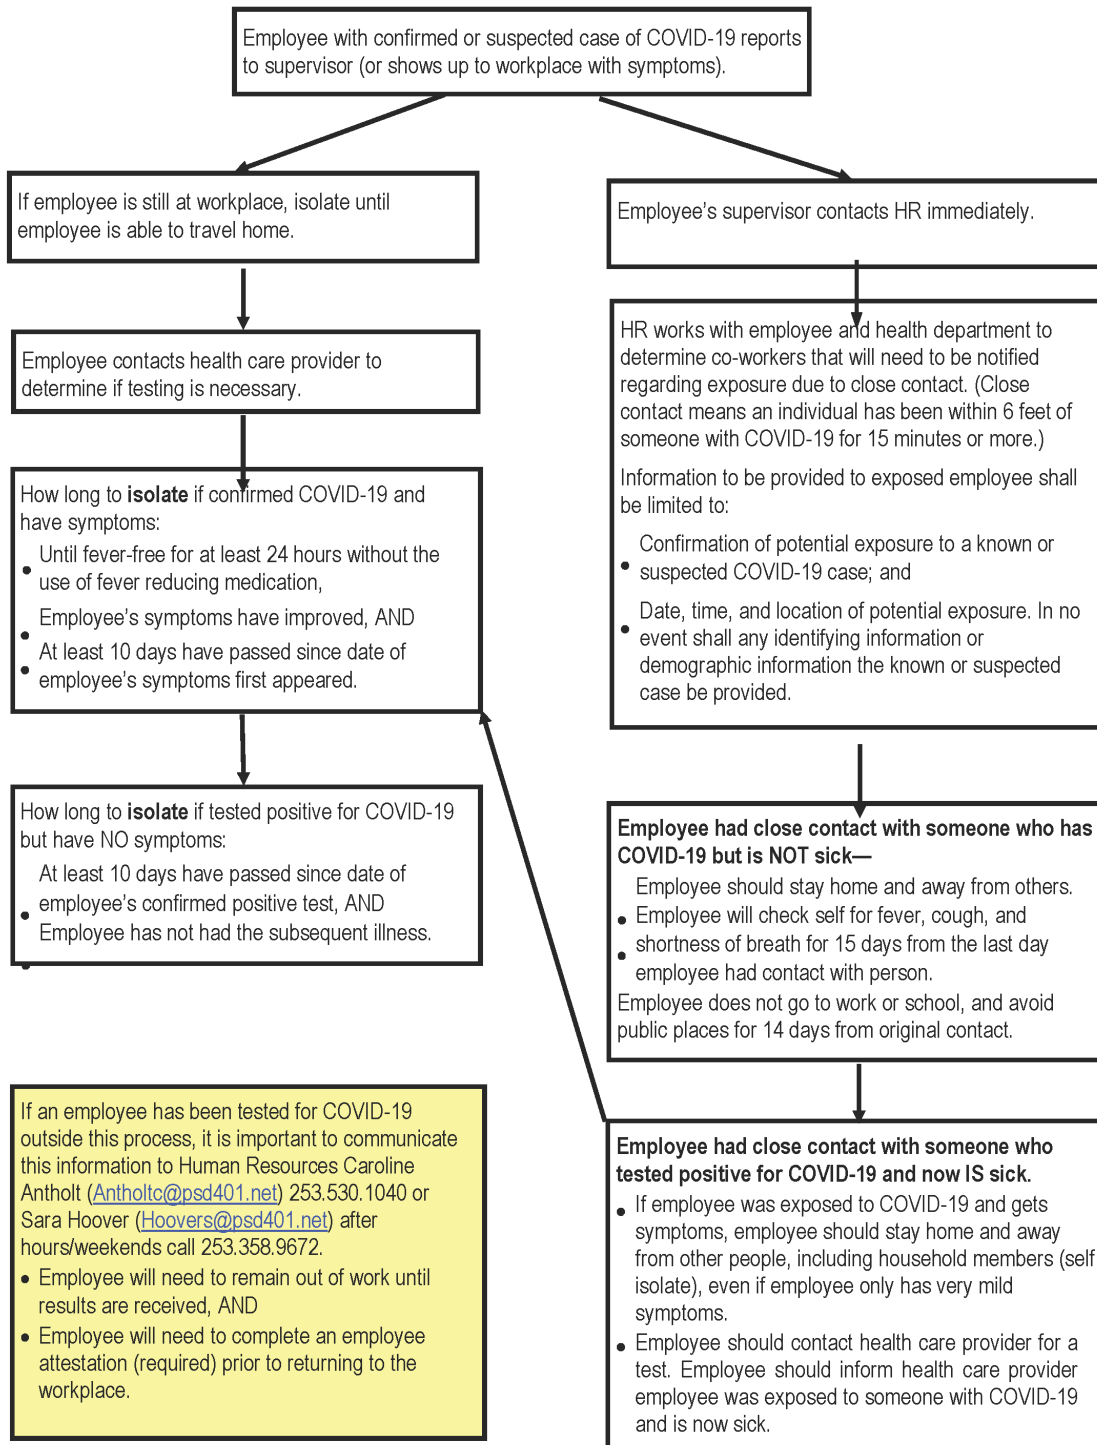 Employee with confirmed or suspected case of COVID-19 reports
to supervisor (or shows up to workplace with symptoms).
If employee is still at workplace, isolate until
employee is able to travel home.
Employee contacts health care provider to
determine if testing is necessary.
How long to isolate if confirmed COVID-19 and
have symptoms:
Until fever-free for at least 24 hours without the
• use of fever reducing medication,
Employee’s symptoms have improved, AND
•
At least 10 days have passed since date of
• employee’s symptoms first appeared.
How long to isolate if tested positive for COVID-19
but have NO symptoms:
At least 10 days have passed since date of
• employee’s confirmed positive test, AND
Employee has not had the subsequent illness.
•
If an employee has been tested for COVID-19
outside this process, it is important to communicate
this information to Human Resources Caroline
Antholt (Antholtc@psd401.net) 253.530.1040 or
Sara Hoover (Hoovers@psd401.net) after
hours/weekends call 253.358.9672.
• Employee will need to remain out of work until
results are received, AND
• Employee will need to complete an employee
attestation (required) prior to returning to the
workplace.
Employee’s supervisor contacts HR immediately.
HR works with employee and health department to
determine co-workers that will need to be notified
regarding exposure due to close contact. (Close
contact means an individual has been within 6 feet of
someone with COVID-19 for 15 minutes or more.)
Information to be provided to exposed employee shall
be limited to:
Confirmation of potential exposure to a known or
• suspected COVID-19 case; and
• Date, time, and location of potential exposure. In no
event shall any identifying information or
demographic information the known or suspected
case be provided.
Employee had close contact with someone who has
COVID-19 but is NOT sick—
Employee should stay home and away from others.
• Employee will check self for fever, cough, and
• shortness of breath for 15 days from the last day
employee had contact with person.
Employee does not go to work or school, and avoid
public places for 14 days from original contact.
Employee had close contact with someone who
tested positive for COVID-19 and now IS sick.
• If employee was exposed to COVID-19 and gets
symptoms, employee should stay home and away
from other people, including household members (self
isolate), even if employee only has very mild
symptoms.
• Employee should contact health care provider for a
test. Employee should inform health care provider
employee was exposed to someone with COVID-19
and is now sick.